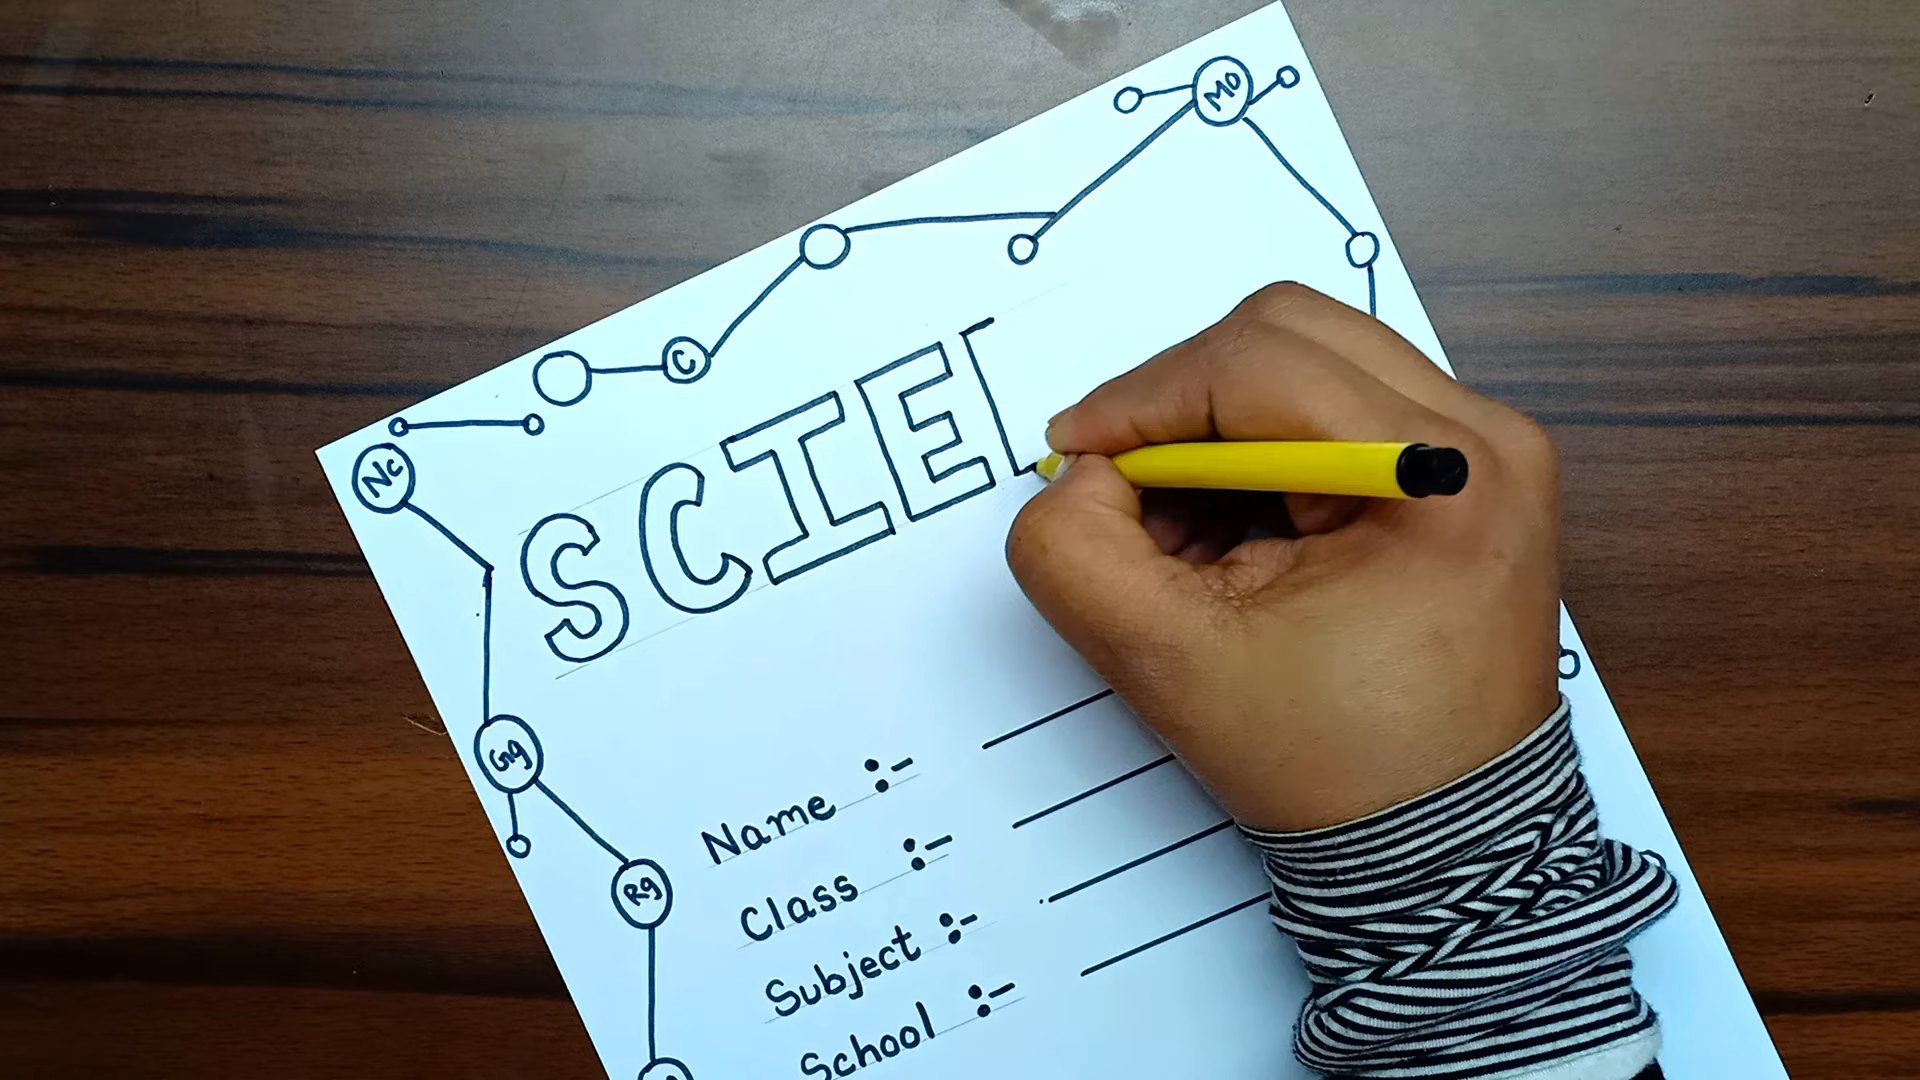 Mo
C
Nc
SCIE
Gg
Rg
Name :-
Class :-
Subject :-
School :-